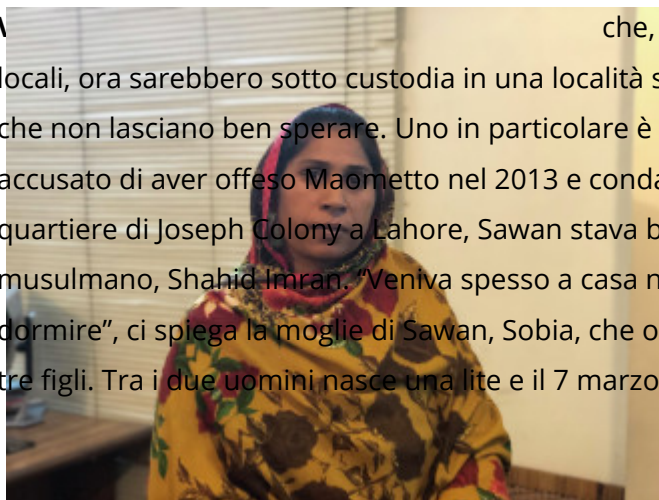 che,
locali, ora sarebbero sotto custodia in una località
che non lasciano ben sperare. Uno in particolare è
accusato di aver offeso Maometto nel 2013 e
quartiere di Joseph Colony a Lahore, Sawan stava
musulmano, Shahid Imran. “Veniva spesso a casa
dormire”, ci spiega la moglie di Sawan, Sobia, che
tre figli. Tra i due uomini nasce una lite e il 7 marzo